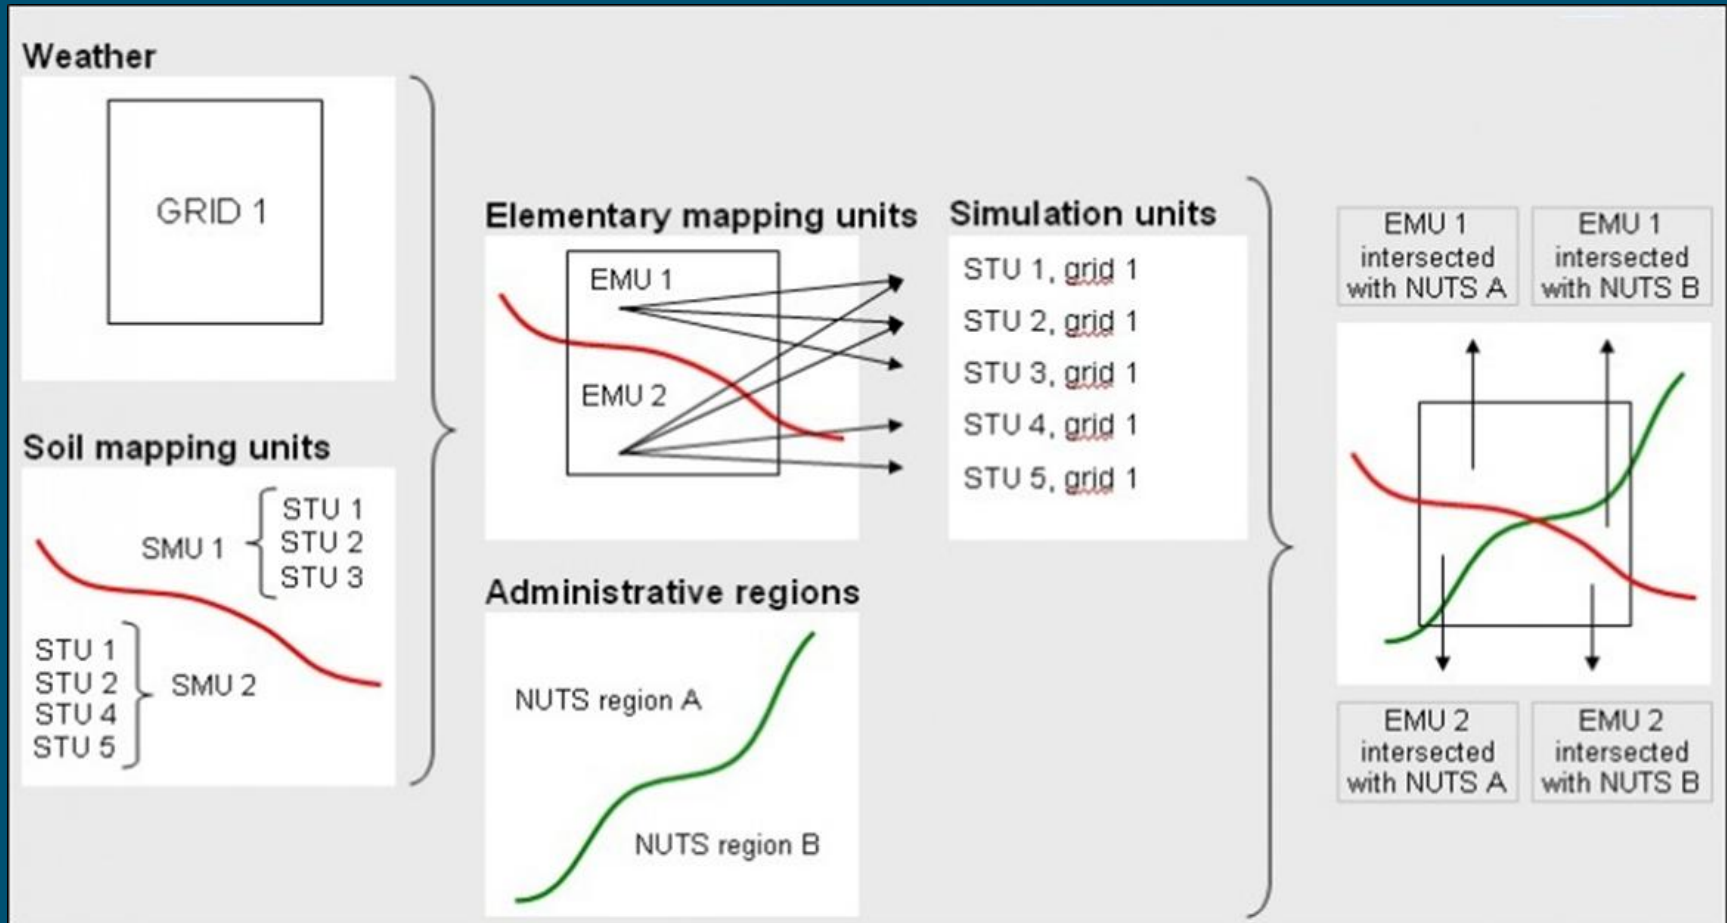 Weather
GRID 1
Soil mapping units
SMU 1
STU 1
STU 2
STU 3
STU 1
STU 2
STU 4
STU 5
SMU 2
Elementary mapping units
EMU 1
EMU 2
Simulation units
STU 1, grid 1
STU 2, grid 1
STU 3, grid 1
STU 4, grid 1
STU 5, grid 1
Administrative regions
NUTS region A
NUTS region B
EMU 1
intersected
with NUTS A
EMU 1
intersected
with NUTS B
EMU 2
intersected
with NUTS A
EMU 2
intersected
with NUTS B